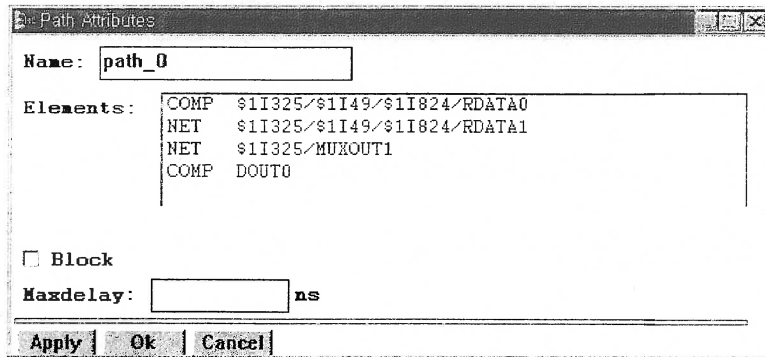 Path Attributes
Name: path_0
Elements: COMP $1I325/$1I49/$1I824/RDATA0
NET $1I325/$1I49/$1I824/RDATA1
NET $1I325/MUXOUT1
COMP DOUT0
Block
Maxdelay: ns
Apply Ok Cancel